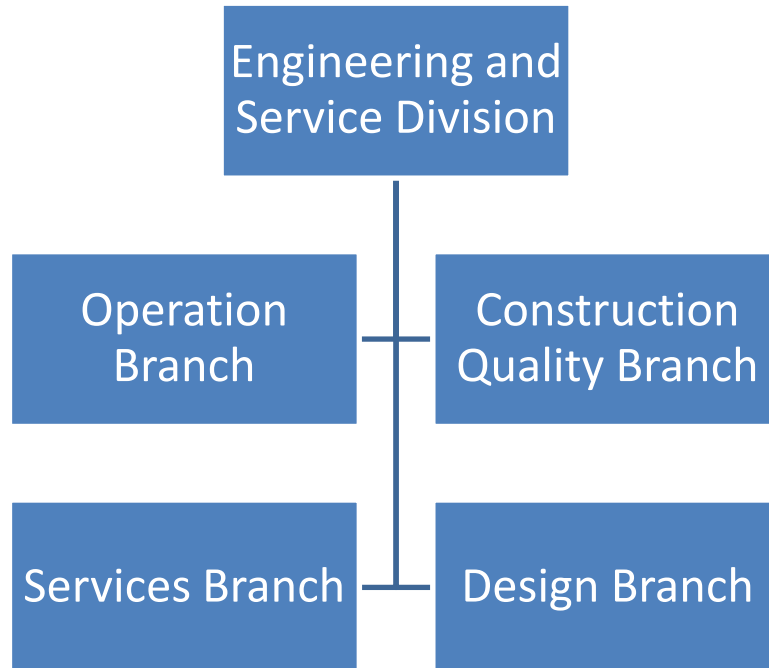 Engineering and
Service Division
Operation
Branch
Construction
Quality Branch
Services Branch
Design Branch